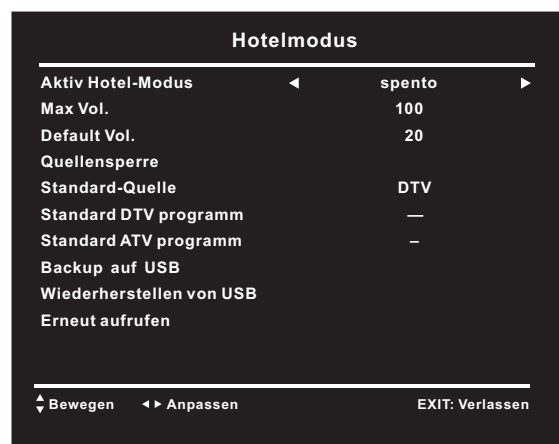 Hotelmodus
Aktiv Hotel-Modus ◄ spento ►
Max Vol. 100
Default Vol. 20
Quellensperre
Standard-Quelle DTV
Standard DTV programm —
Standard ATV programm –
Backup auf USB
Wiederherstellen von USB
Erneut aufrufen
▲▼ Bewegen ◄► Anpassen EXIT: Verlassen